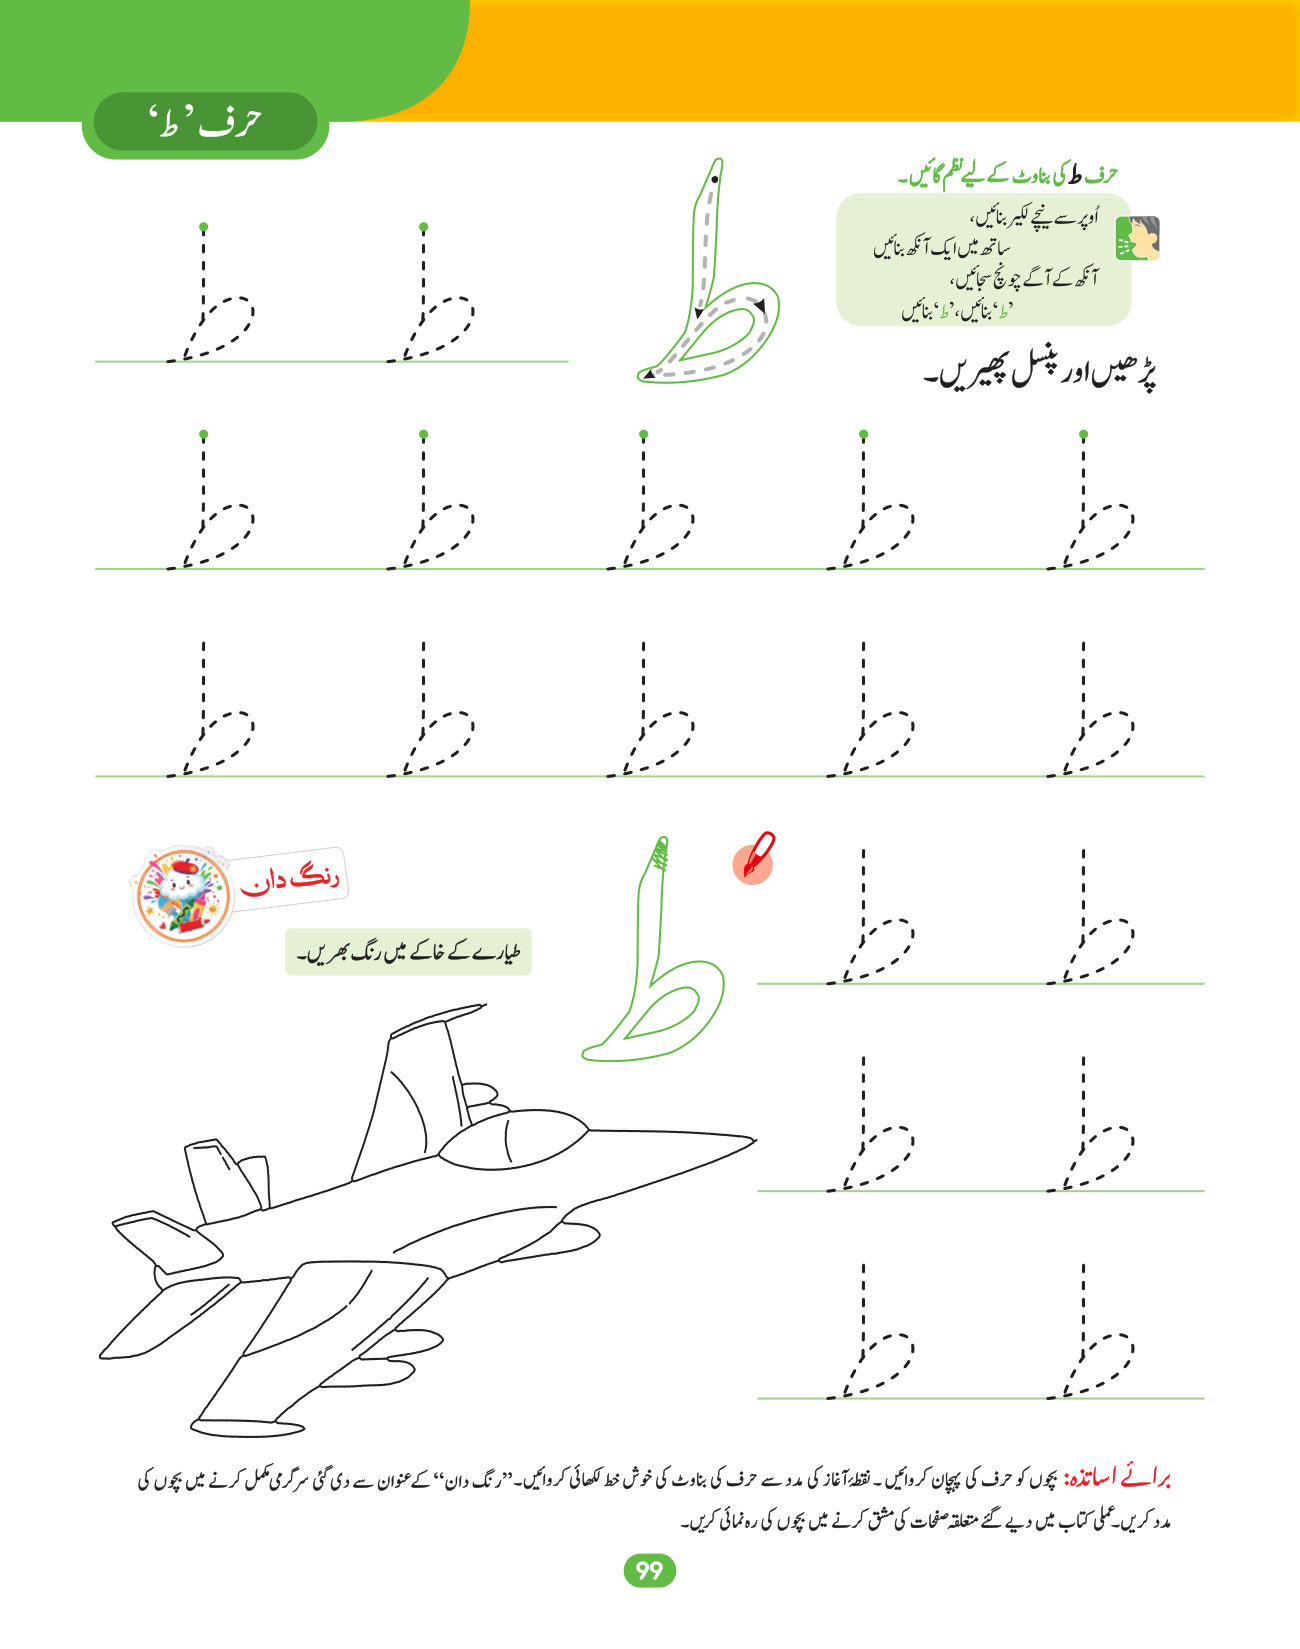 حرف ’ط‘
حرف ط کی بناوٹ کے لیے نظم گائیں۔
اُوپر سے نیچے لکیر بنائیں،
ساتھ میں ایک آنکھ بنائیں
آنکھ کے آگے چونچ سجائیں،
’ط‘ بنائیں، ’ط‘ بنائیں
پڑھیں اور پنسل پھیریں۔
ط ط
ط ط ط ط ط
ط ط ط ط ط
ط ط
ط ط
ط ط
رنگ دان
طیارے کے خاکے میں رنگ بھریں۔
برائے اساتذہ: بچوں کو حرف کی پہچان کروائیں۔ نقطۂ آغاز کی مدد سے حرف کی بناوٹ کی خوش خط لکھائی کروائیں۔ ”رنگ دان“ کے عنوان سے دی گئی سرگرمی مکمل کرنے میں بچوں کی
مدد کریں۔ عملی کتاب میں دیے گئے متعلقہ صفحات کی مشق کرنے میں بچوں کی رہ نمائی کریں۔
99